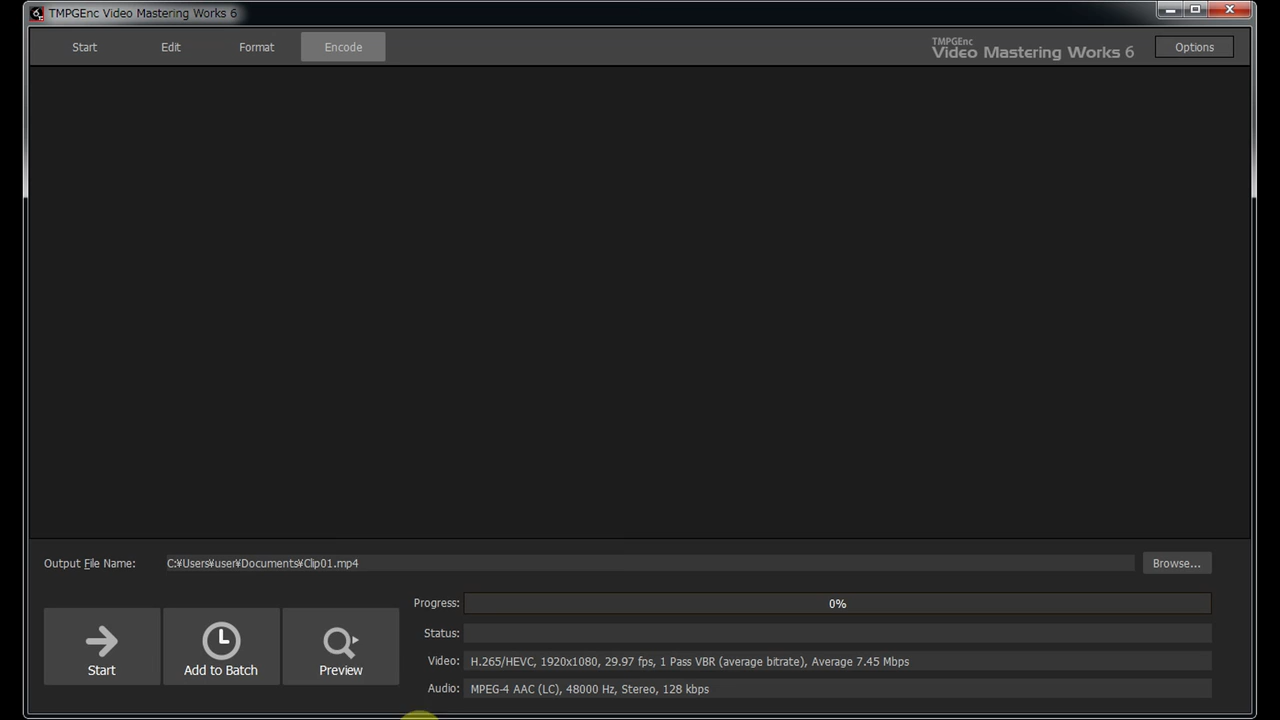 TMPGEnc Video Mastering Works 6
Start Edit Format Encode
TMPGEnc
Video Mastering Works 6
Options
Output File Name: C:¥Users¥user¥Documents¥Clip01.mp4 Browse...
Progress: 0%
Status:
Video: H.265/HEVC, 1920x1080, 29.97 fps, 1 Pass VBR (average bitrate), Average 7.45 Mbps
Audio: MPEG-4 AAC (LC), 48000 Hz, Stereo, 128 kbps
Start Add to Batch Preview